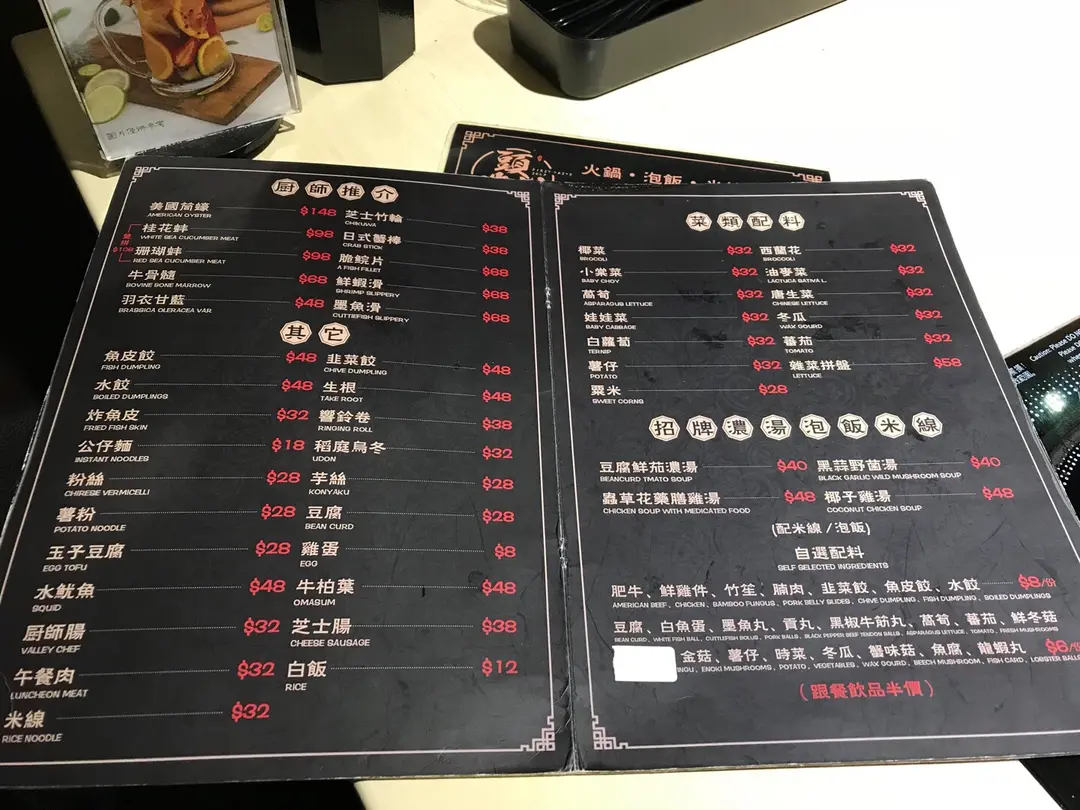 圖片僅供參考
火鍋・泡飯・米
Caution: Please DO N
Please D
廚師推介
美國筒蠔 $148
AMERICAN OYSTER
桂花蚌 $98
WHITE SEA CUCUMBER MEAT
雙拼 $108
珊瑚蚌 $98
RED SEA CUCUMBER MEAT
牛骨髓 $68
BOVINE BONE MARROW
羽衣甘藍 $48
BRASSICA OLERACEA VAR
芝士竹輪 $38
CHIKUWA
日式蟹棒 $38
CRAB STICK
脆鯇片 $68
A FISH FILLET
鮮蝦滑 $68
SHRIMP SLIPPERY
墨魚滑 $68
CUTTLEFISH SLIPPERY
其它
魚皮餃 $48
FISH DUMPLING
水餃 $48
BOILED DUMPLINGS
炸魚皮 $32
FRIED FISH SKIN
公仔麵 $18
INSTANT NOODLES
粉絲 $28
CHIRESE VERMICELLI
薯粉 $28
POTATO NOODLE
玉子豆腐 $28
EGG TOFU
水魷魚 $48
SQUID
廚師腸 $32
VALLEY CHEF
午餐肉 $32
LUNCHEON MEAT
米線 $32
RICE NOODLE
韭菜餃 $48
CHIVE DUMPLING
生根 $48
TAKE ROOT
響鈴卷 $38
RINGING ROLL
稻庭烏冬 $32
UDON
芋絲 $28
KONYAKU
豆腐 $28
BEAN CURD
雞蛋 $8
EGG
牛柏葉 $48
OMASUM
芝士腸 $38
CHEESE SAUSAGE
白飯 $12
RICE
菜類配料
椰菜 $32
BROCOLI
小棠菜 $32
BABY CHOY
萵筍 $32
ASPARAGUS LETTUCE
娃娃菜 $32
BABY CABBAGE
白蘿蔔 $32
TERNIP
薯仔 $32
POTATO
粟米 $28
SWEET CORNS
西蘭花 $32
BROCCOLI
油麥菜 $32
LACTUCA SATIVA L.
唐生菜 $32
CHINESE LETTUCE
冬瓜 $32
WAX GOURD
蕃茄 $32
TOMATO
雜菜拼盤 $58
LETTUCE
招牌濃湯泡飯米線
豆腐鮮茄濃湯 $40
BEANCURD TMATO SOUP
黑蒜野菌湯 $40
BLACK GARLIC WILD MUSHROOM SOUP
蟲草花藥膳雞湯 $48
CHICKEN SOUP WITH MEDICATED FOOD
椰子雞湯 $48
COCONUT CHICKEN SOUP
(配米線 / 泡飯)
自選配料
SELF SELECTED INGREDIENTS
肥牛、鮮雞件、竹笙、腩肉、韭菜餃、魚皮餃、水餃 $8/份
AMERICAN BEEF , CHICKEN , BAMBOO FUNGUS , PORK BELLY SLIDES , CHIVE DUMPLING , FISH DUMPLING , BOILED DUMPLINGS
豆腐、白魚蛋、墨魚丸、貢丸、黑椒牛筋丸、萵筍、蕃茄、鮮冬菇
BEAN CURD , WHITE FISH BALL , CUTTLEFISH BOLUS , PORK BALLS , BLACK PEPPER BEEF TENDON BALLS , ASPARAGUS LETTUCE , TOMATO , FRESH MUSHROOMS
金菇、薯仔、時菜、冬瓜、蟹味菇、魚腐、龍蝦丸 $6/份
ENOKI MUSHROOMS , POTATO , VEGETABLES , WAX GOURD , BEECH MUSHROOM , FISH CARD , LOBSTER BALLS
(跟餐飲品半價)